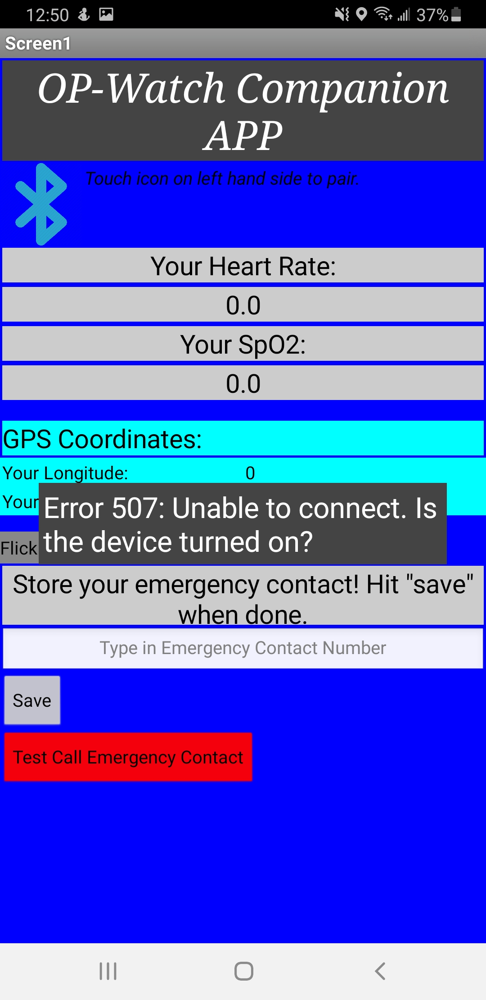 12:50
37%
Screen1
OP-Watch Companion
APP
Touch icon on left hand side to pair.
Your Heart Rate:
0.0
Your SpO2:
0.0
GPS Coordinates:
Your Longitude: 0
Your
Error 507: Unable to connect. Is
the device turned on?
Flick
Store your emergency contact! Hit "save"
when done.
Type in Emergency Contact Number
Save
Test Call Emergency Contact